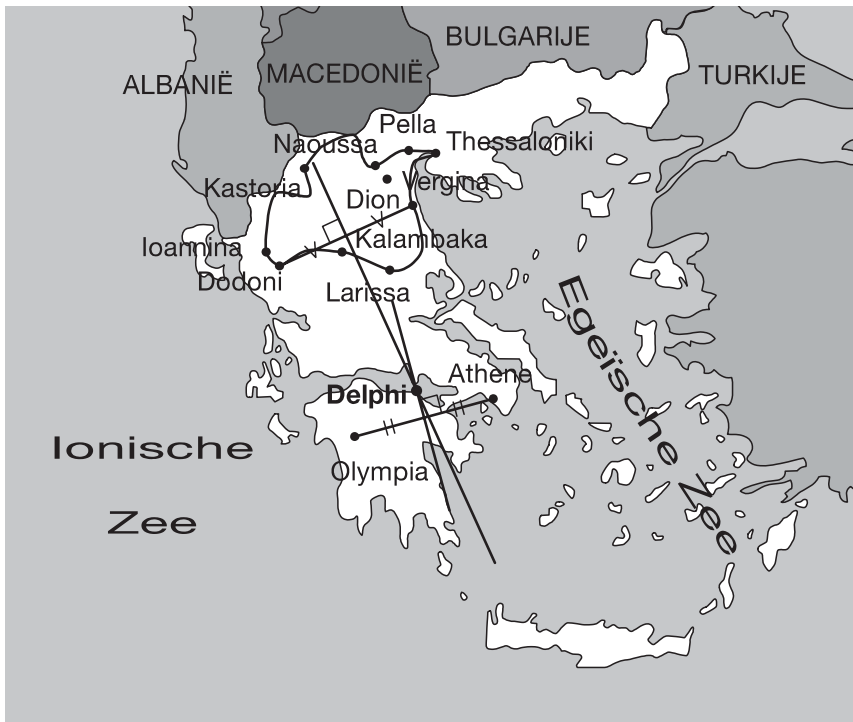 BULGARIJE
ALBANIË
MACEDONIË
TURKIJE
Pella
Naoussa
Thessaloniki
Kastoria
Vergina
Dion
Ioannina
Kalambaka
Dodoni
Larissa
Egeïsche Zee
Athene
Delphi
Ionische
Zee
Olympia